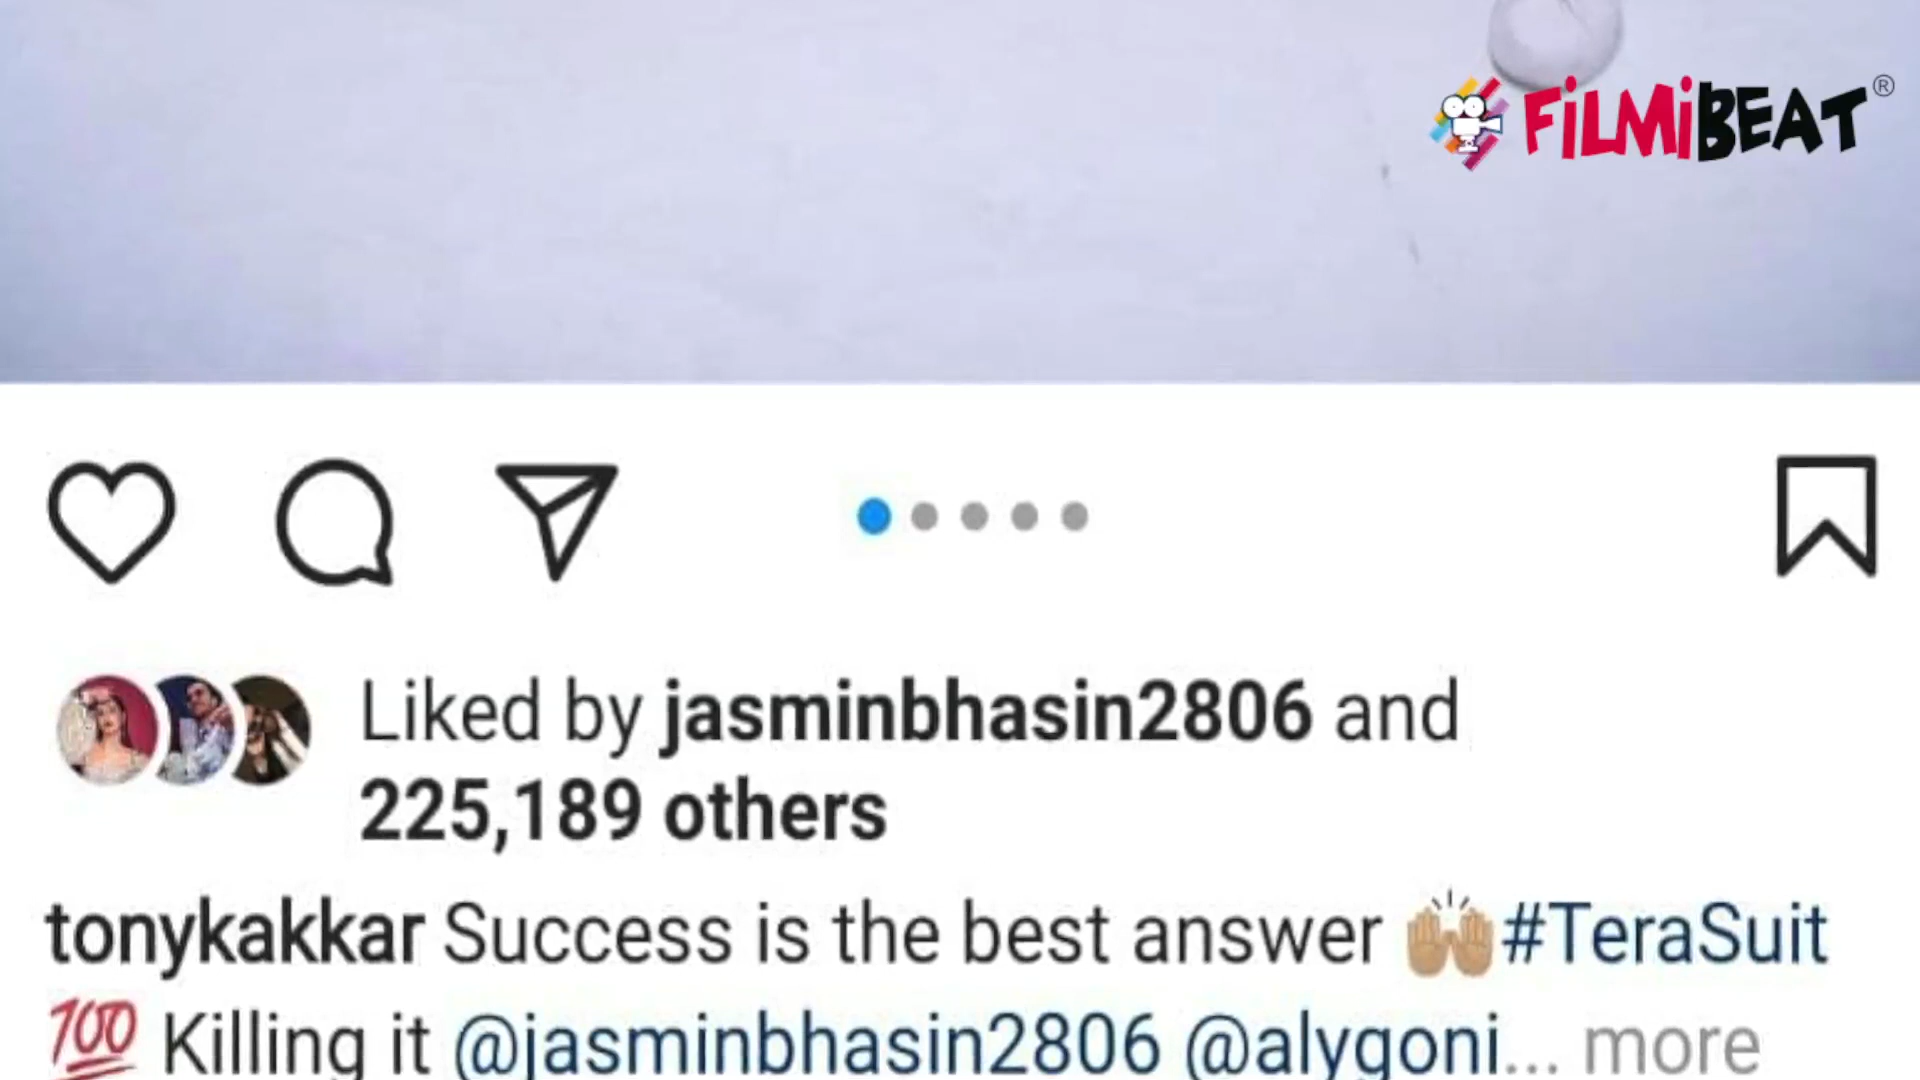 FiLMiBEAT®
Liked by jasminbhasin2806 and
225,189 others
tonykakkar Success is the best answer 🙌🏽#TeraSuit
💯 Killing it @jasminbhasin2806 @alygoni... more